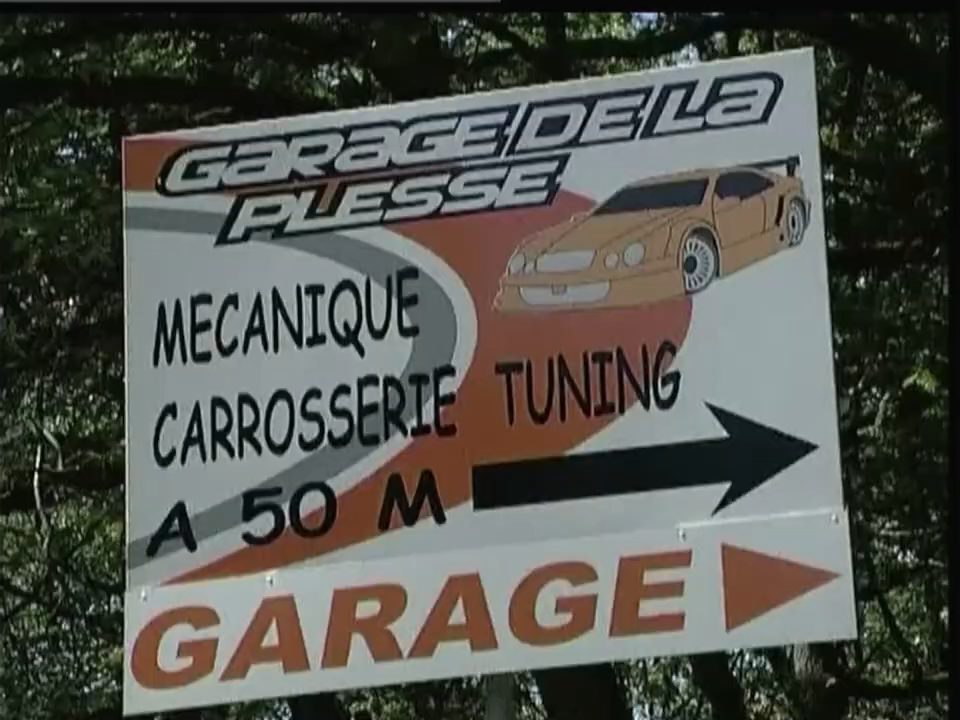 GARAGE DE LA
PLESSE
MECANIQUE
CARROSSERIE TUNING
A 50 M
GARAGE